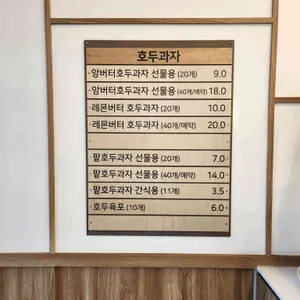 호두과자
앙버터호두과자 선물용 (20개) 9.0
앙버터호두과자 선물용 (40개/예약) 18.0
레몬버터 호두과자 (20개) 10.0
레몬버터 호두과자 (40개/예약) 20.0
팥호두과자 선물용 (20개) 7.0
팥호두과자 선물용 (40개/예약) 14.0
팥호두과자 간식용 (11개) 3.5
호두육포 (10개) 6.0